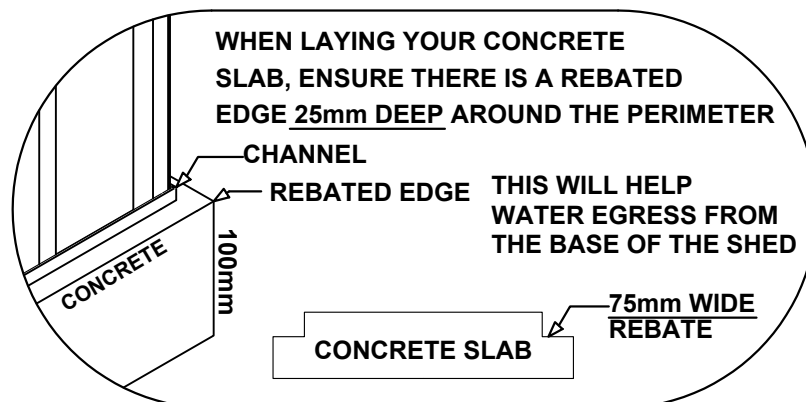 WHEN LAYING YOUR CONCRETE
SLAB, ENSURE THERE IS A REBATED
EDGE 25mm DEEP AROUND THE PERIMETER
CHANNEL
REBATED EDGE
THIS WILL HELP
WATER EGRESS FROM
THE BASE OF THE SHED
CONCRETE
100mm
75mm WIDE
REBATE
CONCRETE SLAB